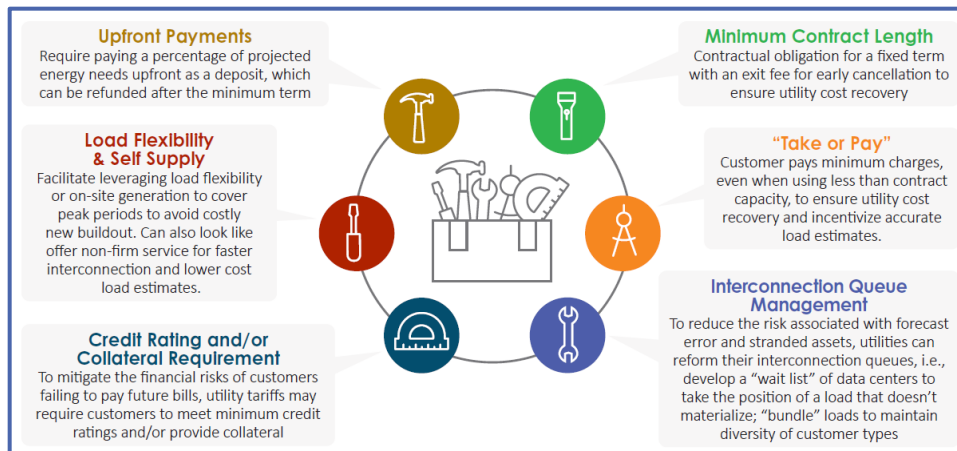 Upfront Payments
Require paying a percentage of projected
energy needs upfront as a deposit, which
can be refunded after the minimum term
Load Flexibility
& Self Supply
Facilitate leveraging load flexibility
or on-site generation to cover
peak periods to avoid costly
new buildout. Can also look like
offer non-firm service for faster
interconnection and lower cost
load estimates.
Credit Rating and/or
Collateral Requirement
To mitigate the financial risks of customers
failing to pay future bills, utility tariffs may
require customers to meet minimum credit
ratings and/or provide collateral
Minimum Contract Length
Contractual obligation for a fixed term
with an exit fee for early cancellation to
ensure utility cost recovery
“Take or Pay”
Customer pays minimum charges,
even when using less than contract
capacity, to ensure utility cost
recovery and incentivize accurate
load estimates.
Interconnection Queue
Management
To reduce the risk associated with forecast
error and stranded assets, utilities can
reform their interconnection queues, i.e.,
develop a “wait list” of data centers to
take the position of a load that doesn’t
materialize; “bundle” loads to maintain
diversity of customer types